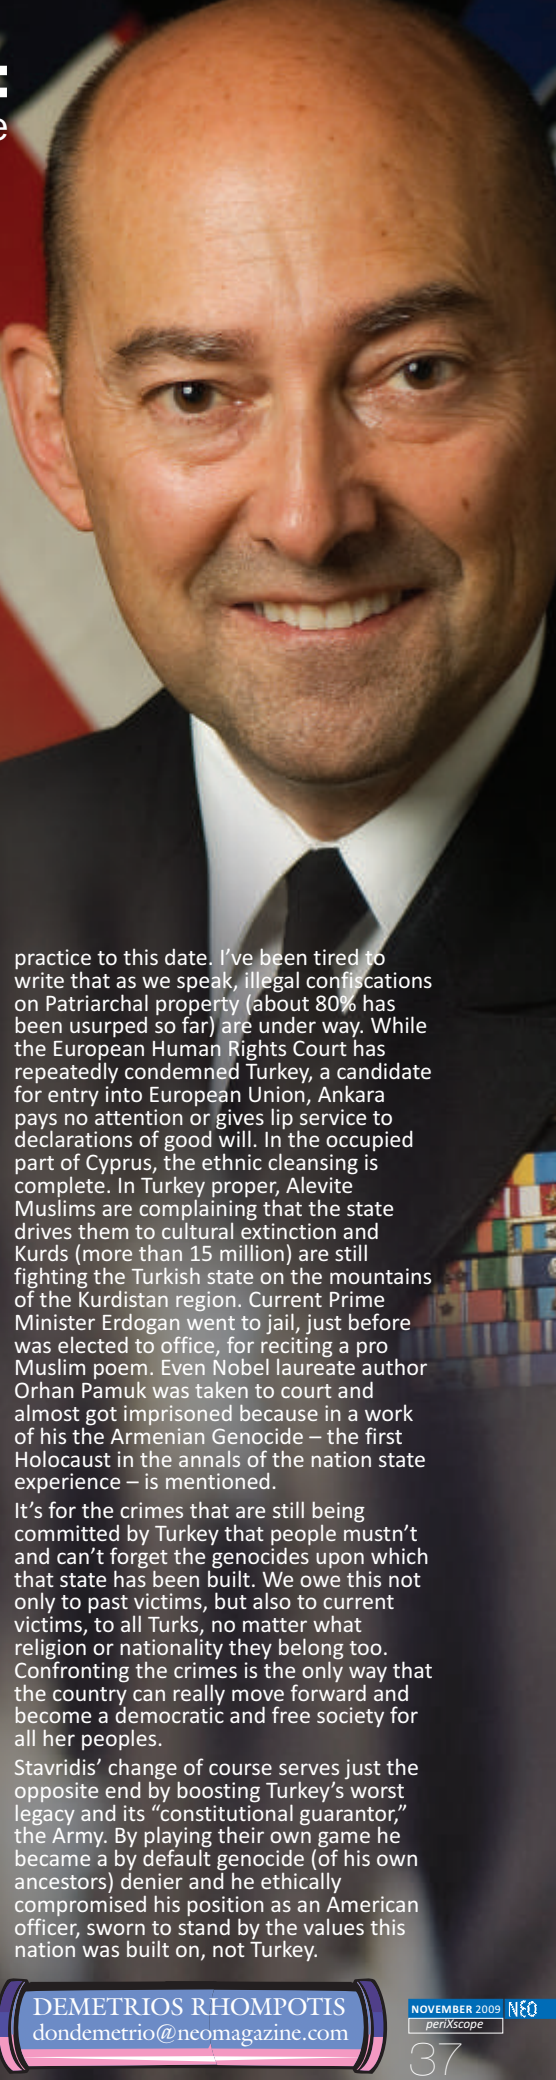 :
e
practice to this date. I’ve been tired to
write that as we speak, illegal confiscations
on Patriarchal property (about 80% has
been usurped so far) are under way. While
the European Human Rights Court has
repeatedly condemned Turkey, a candidate
for entry into European Union, Ankara
pays no attention or gives lip service to
declarations of good will. In the occupied
part of Cyprus, the ethnic cleansing is
complete. In Turkey proper, Alevite
Muslims are complaining that the state
drives them to cultural extinction and
Kurds (more than 15 million) are still
fighting the Turkish state on the mountains
of the Kurdistan region. Current Prime
Minister Erdogan went to jail, just before
was elected to office, for reciting a pro
Muslim poem. Even Nobel laureate author
Orhan Pamuk was taken to court and
almost got imprisoned because in a work
of his the Armenian Genocide – the first
Holocaust in the annals of the nation state
experience – is mentioned.
It’s for the crimes that are still being
committed by Turkey that people mustn’t
and can’t forget the genocides upon which
that state has been built. We owe this not
only to past victims, but also to current
victims, to all Turks, no matter what
religion or nationality they belong too.
Confronting the crimes is the only way that
the country can really move forward and
become a democratic and free society for
all her peoples.
Stavridis’ change of course serves just the
opposite end by boosting Turkey’s worst
legacy and its “constitutional guarantor,”
the Army. By playing their own game he
became a by default genocide (of his own
ancestors) denier and he ethically
compromised his position as an American
officer, sworn to stand by the values this
nation was built on, not Turkey.
DEMETRIOS RHOMPOTIS
dondemetrio@neomagazine.com
NOVEMBER 2009 NEO
periXscope
37